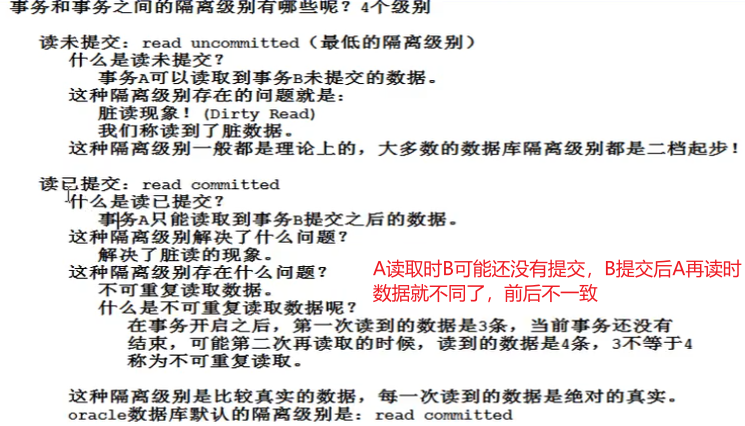 事务和事务之间的隔离级别有哪些呢？4个级别
读未提交：read uncommitted（最低的隔离级别）
什么是读未提交？
事务A可以读取到事务B未提交的数据。
这种隔离级别存在的问题就是：
脏读现象！(Dirty Read)
我们称读到了脏数据。
这种隔离级别一般都是理论上的，大多数的数据库隔离级别都是二档起步！
读已提交：read committed
什么是读已提交？
事务A只能读取到事务B提交之后的数据。
这种隔离级别解决了什么问题？
解决了脏读的现象。
这种隔离级别存在什么问题？
不可重复读取数据。
什么是不可重复读取数据呢？
在事务开启之后，第一次读到的数据是3条，当前事务还没有
结束，可能第二次再读取的时候，读到的数据是4条，3不等于4
称为不可重复读取。
A读取时B可能还没有提交，B提交后A再读时
数据就不同了，前后不一致
这种隔离级别是比较真实的数据，每一次读到的数据是绝对的真实。
oracle数据库默认的隔离级别是：read committed